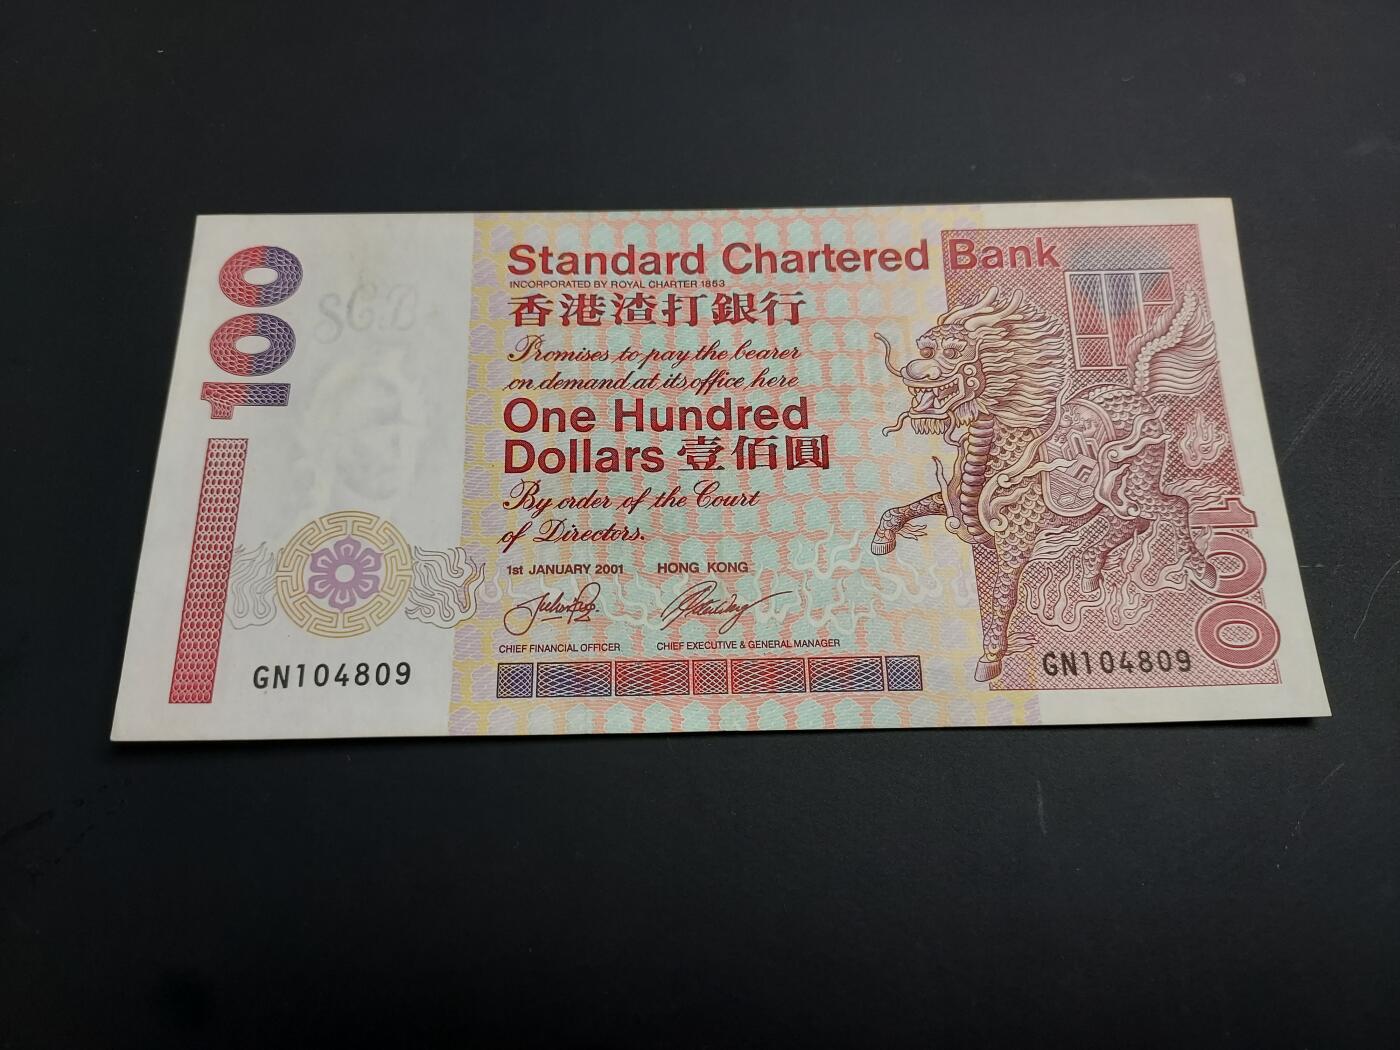 100
SCB
Standard Chartered Bank
INCORPORATED BY ROYAL CHARTER 1853
香港渣打銀行
Promises to pay the bearer
on demand at its office here
One Hundred
Dollars 壹佰圓
By order of the Court
of Directors.
1st JANUARY 2001 HONG KONG
CHIEF FINANCIAL OFFICER CHIEF EXECUTIVE & GENERAL MANAGER
GN104809
GN104809
100